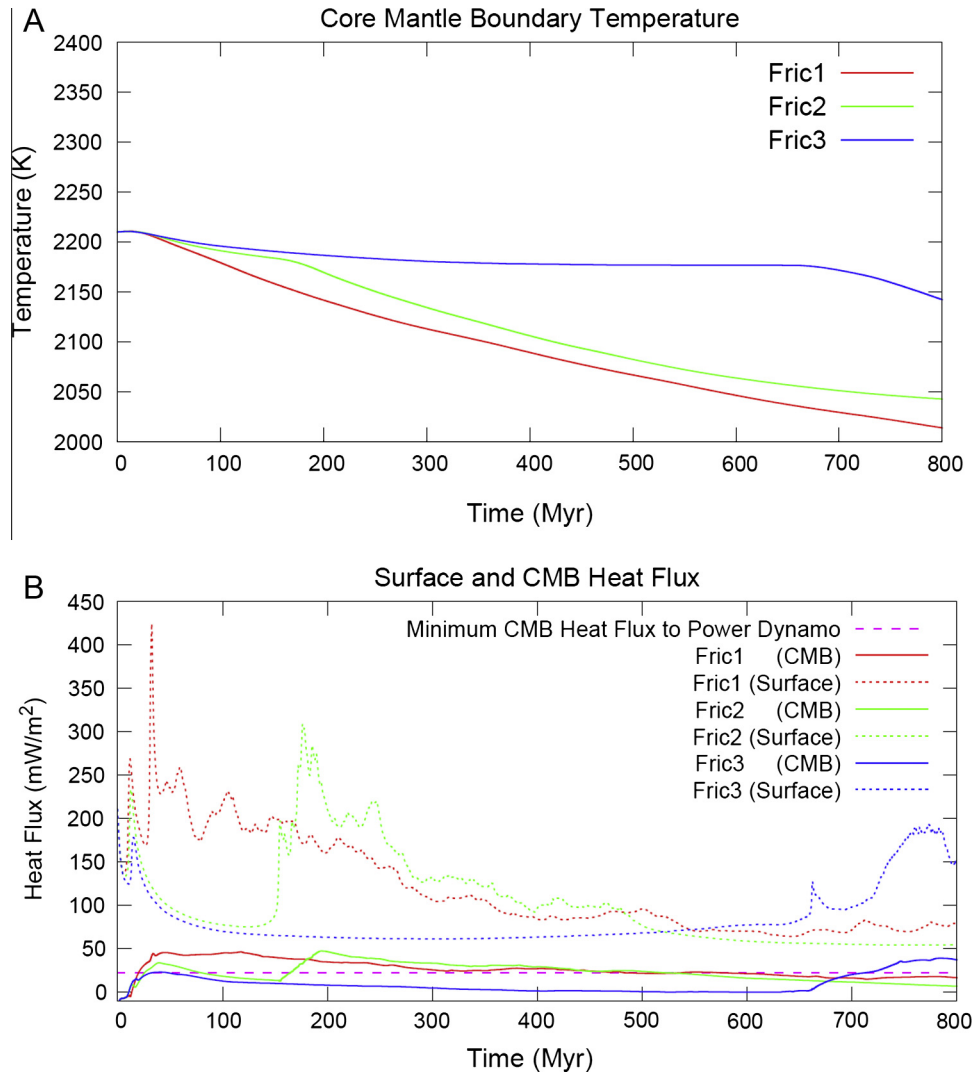 A
Core Mantle Boundary Temperature
2400
2350
2300
2250
2200
2150
2100
2050
2000
Temperature (K)
Fric1
Fric2
Fric3
0 100 200 300 400 500 600 700 800
Time (Myr)
B
Surface and CMB Heat Flux
450
400
350
300
250
200
150
100
50
0
Heat Flux (mW/m²)
Minimum CMB Heat Flux to Power Dynamo
Fric1 (CMB)
Fric1 (Surface)
Fric2 (CMB)
Fric2 (Surface)
Fric3 (CMB)
Fric3 (Surface)
0 100 200 300 400 500 600 700 800
Time (Myr)